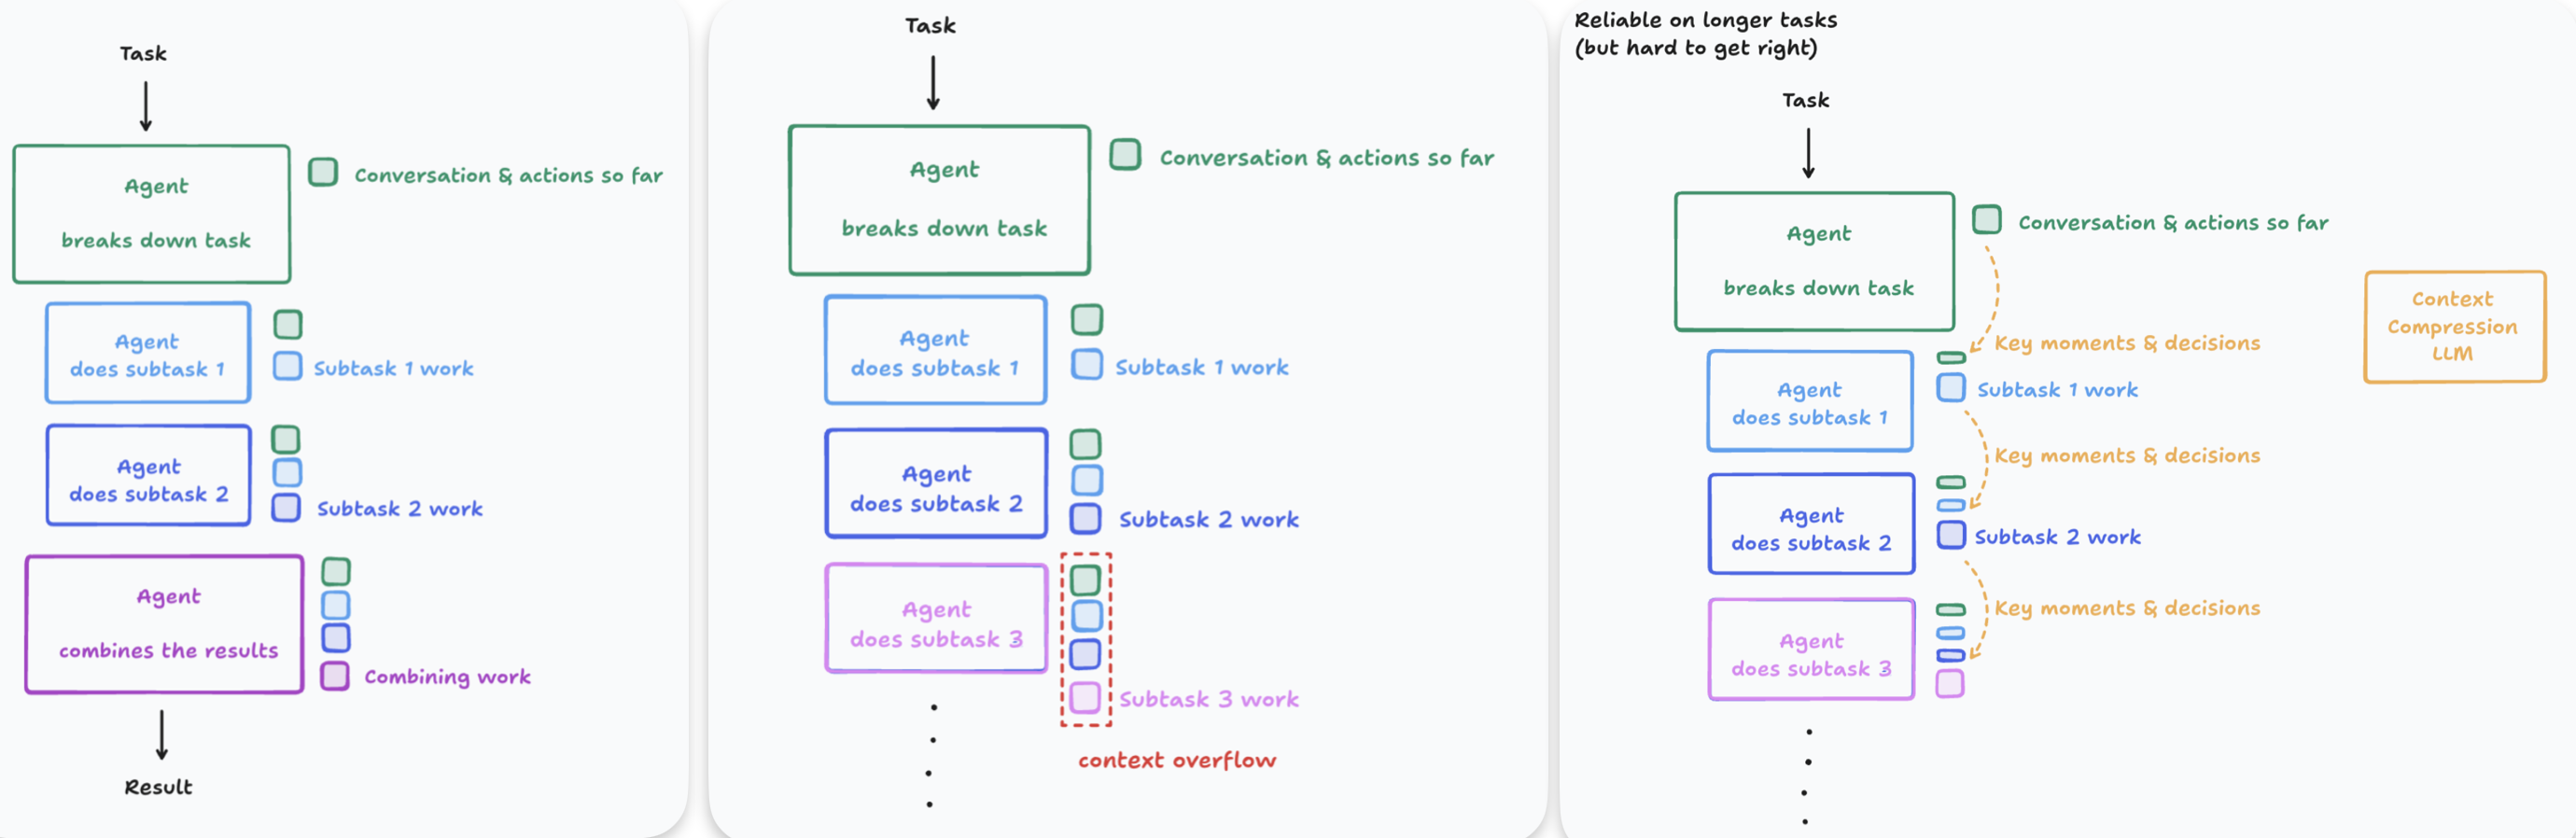 Task
Agent
breaks down task
Conversation & actions so far
Agent
does subtask 1
Subtask 1 work
Agent
does subtask 2
Subtask 2 work
Agent
combines the results
Combining work
Result
Task
Agent
breaks down task
Conversation & actions so far
Agent
does subtask 1
Subtask 1 work
Agent
does subtask 2
Subtask 2 work
Agent
does subtask 3
Subtask 3 work
context overflow
Reliable on longer tasks
(but hard to get right)
Task
Agent
breaks down task
Conversation & actions so far
Context
Compression
LLM
Key moments & decisions
Agent
does subtask 1
Subtask 1 work
Key moments & decisions
Agent
does subtask 2
Subtask 2 work
Key moments & decisions
Agent
does subtask 3